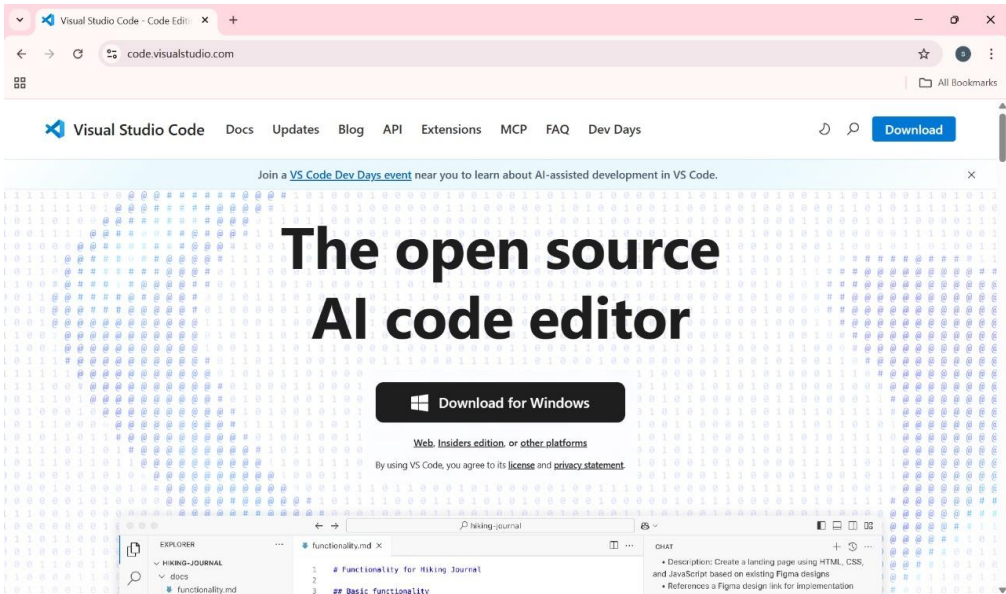 Visual Studio Code - Code Editi
code.visualstudio.com
All Bookmarks
Visual Studio Code Docs Updates Blog API Extensions MCP FAQ Dev Days Download
Join a VS Code Dev Days event near you to learn about AI-assisted development in VS Code.
The open source
AI code editor
Download for Windows
Web, Insiders edition, or other platforms
By using VS Code, you agree to its license and privacy statement.
hiking-journal
EXPLORER
HIKING-JOURNAL
docs
functionality.md
functionality.md
1 # Functionality for Hiking Journal
2
3 ## Basic functionality
CHAT
• Description: Create a landing page using HTML, CSS,
and JavaScript based on existing Figma designs
• References a Figma design link for implementation